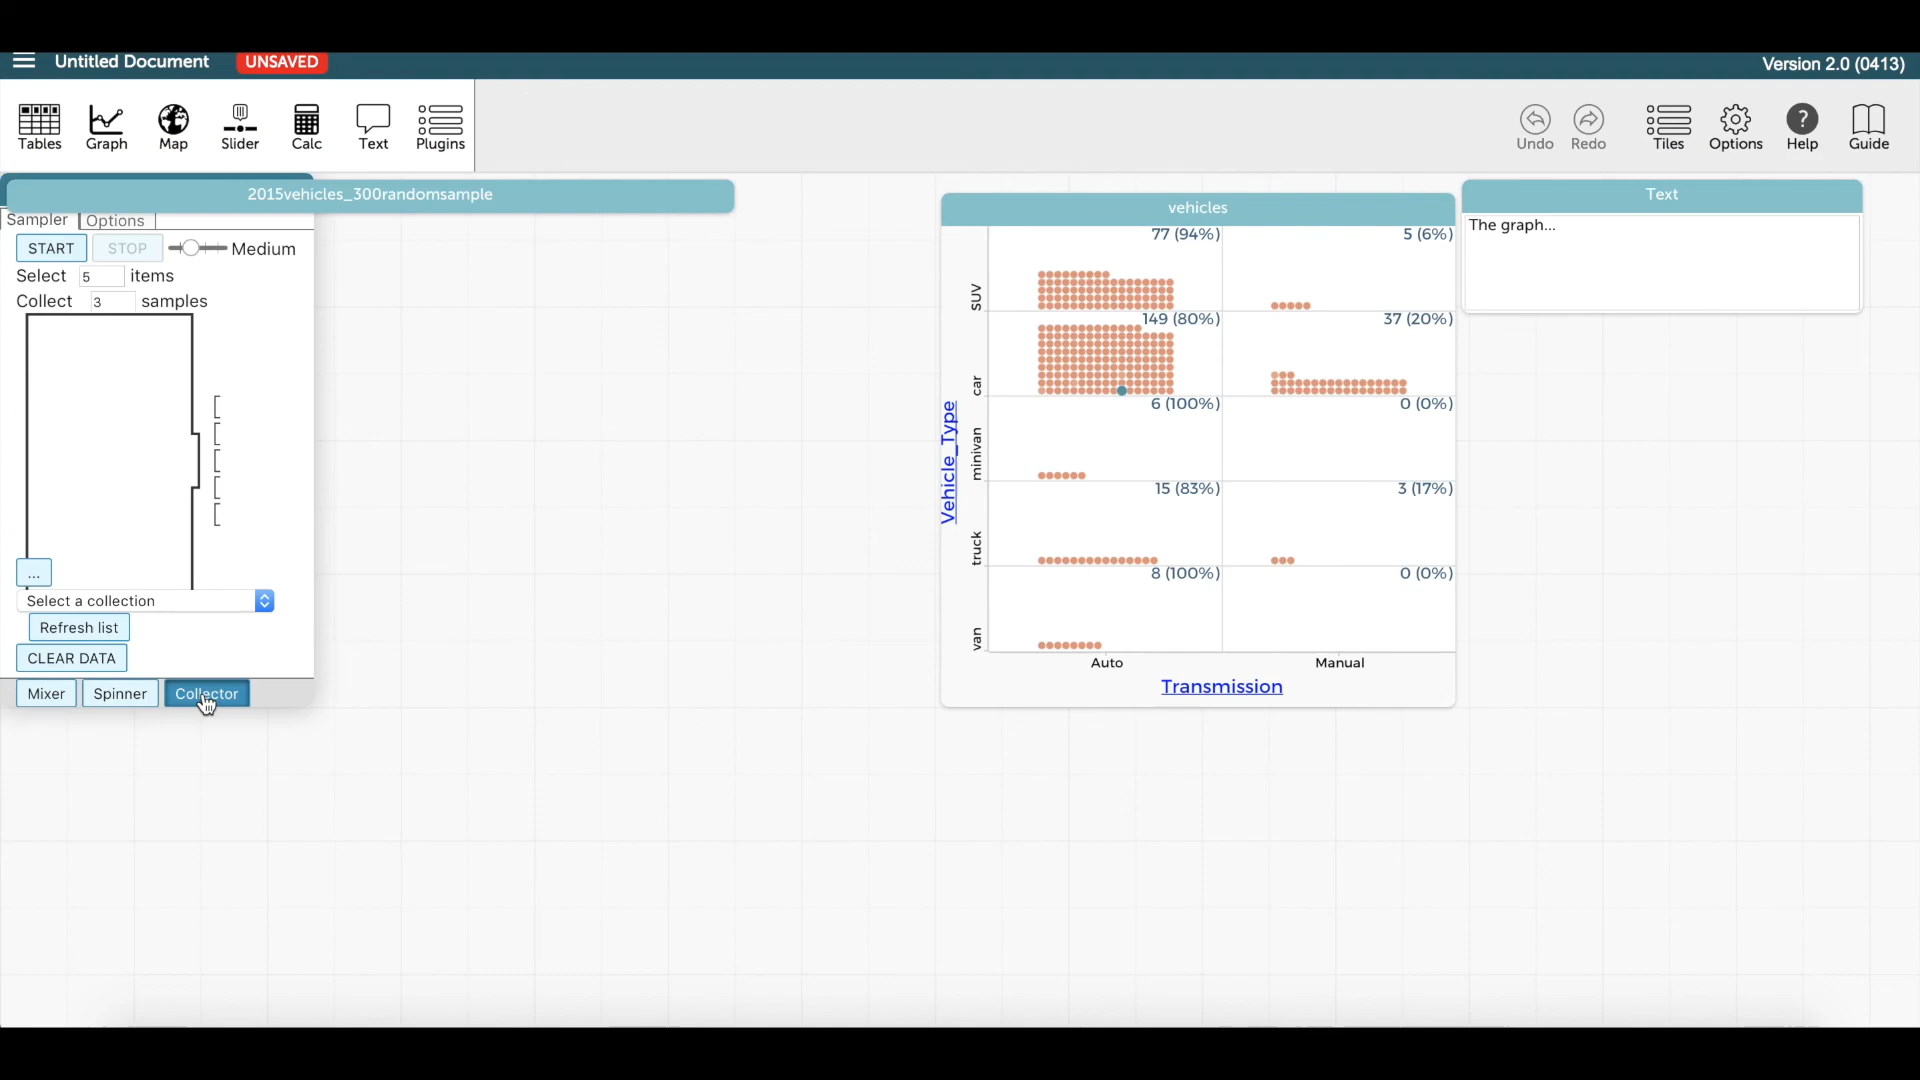 Untitled Document UNSAVED Version 2.0 (0413)
Tables Graph Map Slider Calc Text Plugins Undo Redo Tiles Options Help Guide
2015vehicles_300randomsample
Sampler Options
START STOP Medium
Select 5 items
Collect 3 samples
...
Select a collection
Refresh list
CLEAR DATA
Mixer Spinner Collector
vehicles
77 (94%) 5 (6%)
SUV
149 (80%) 37 (20%)
car
6 (100%) 0 (0%)
minivan
15 (83%) 3 (17%)
truck
8 (100%) 0 (0%)
van
Vehicle_Type
Auto Manual
Transmission
Text
The graph...